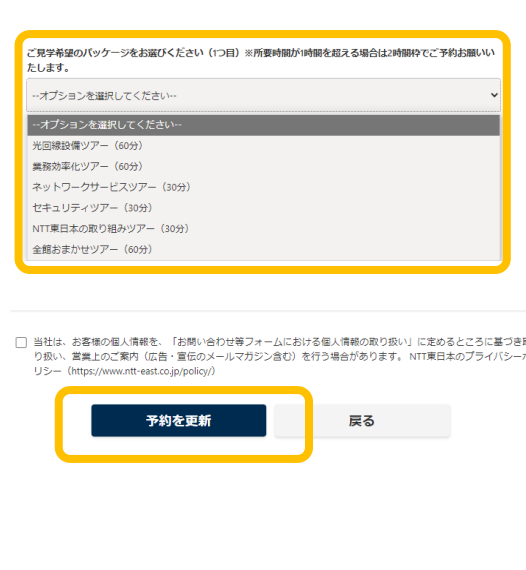 ご見学希望のパッケージをお選びください（1つ目）※所要時間が1時間を超える場合は2時間枠でご予約お願いい
たします。
--オプションを選択してください--
--オプションを選択してください--
光回線設備ツアー（60分）
業務効率化ツアー（60分）
ネットワークサービスツアー（30分）
セキュリティツアー（30分）
NTT東日本の取り組みツアー（30分）
全館おまかせツアー（60分）
当社は、お客様の個人情報を、「お問い合わせ等フォームにおける個人情報の取り扱い」に定めるところに基づき取
り扱い、営業上のご案内（広告・宣伝のメールマガジン含む）を行う場合があります。 NTT東日本のプライバシーポ
リシー（https://www.ntt-east.co.jp/policy/）
予約を更新
戻る